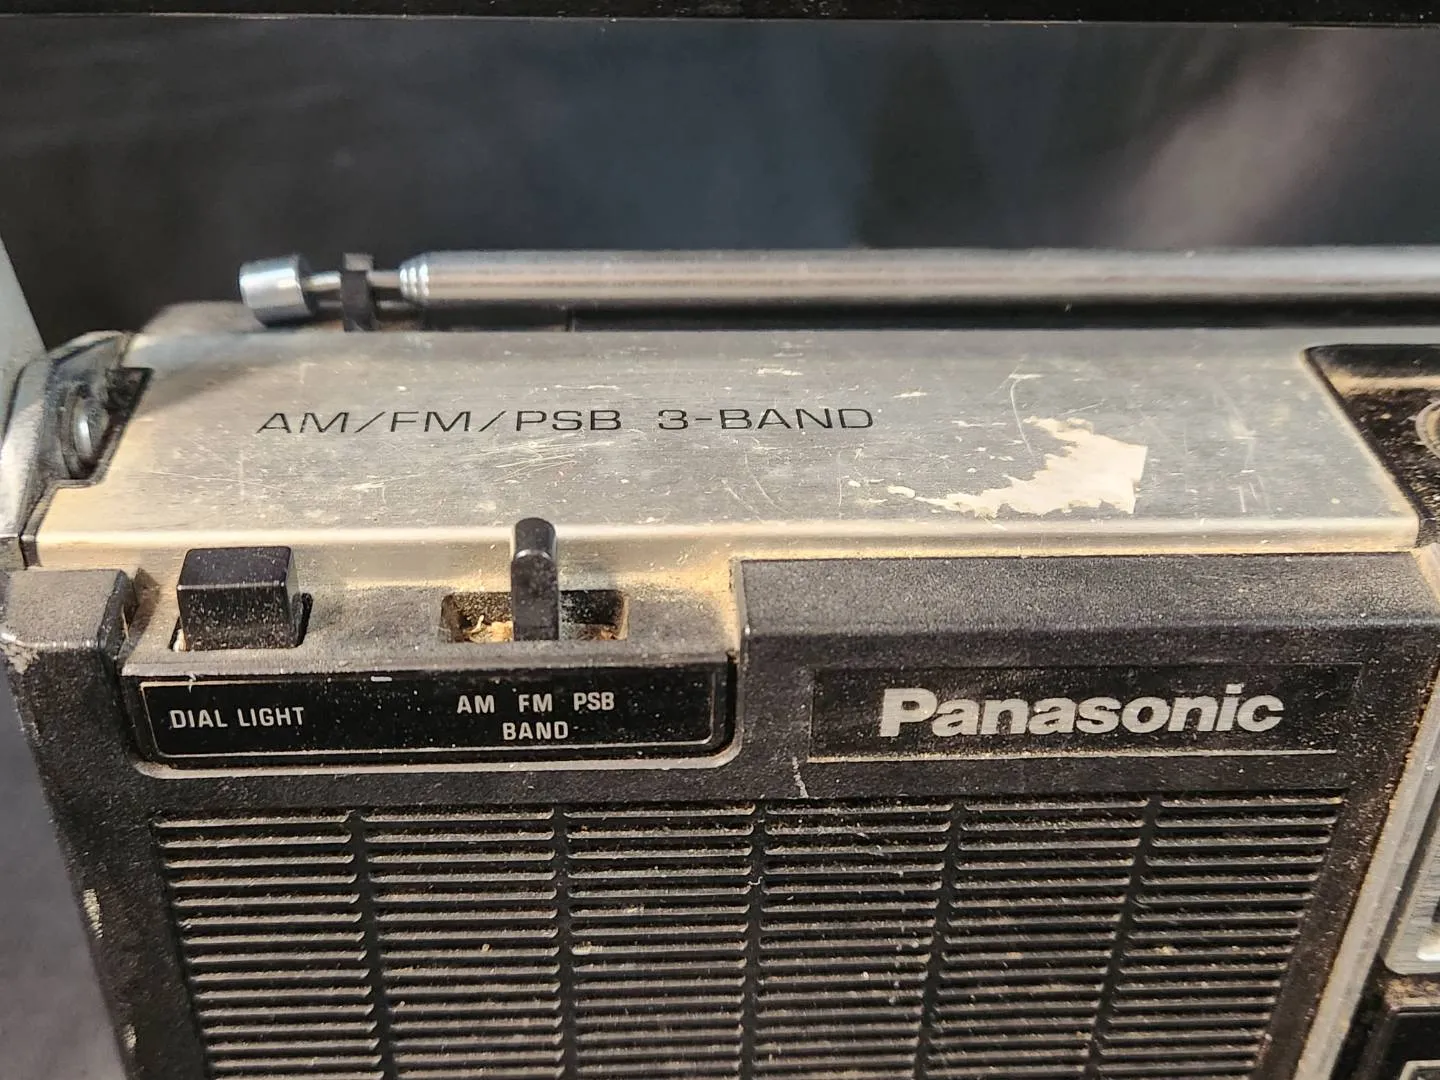 AM/FM/PSB 3-BAND
DIAL LIGHT
AM FM PSB
BAND
Panasonic